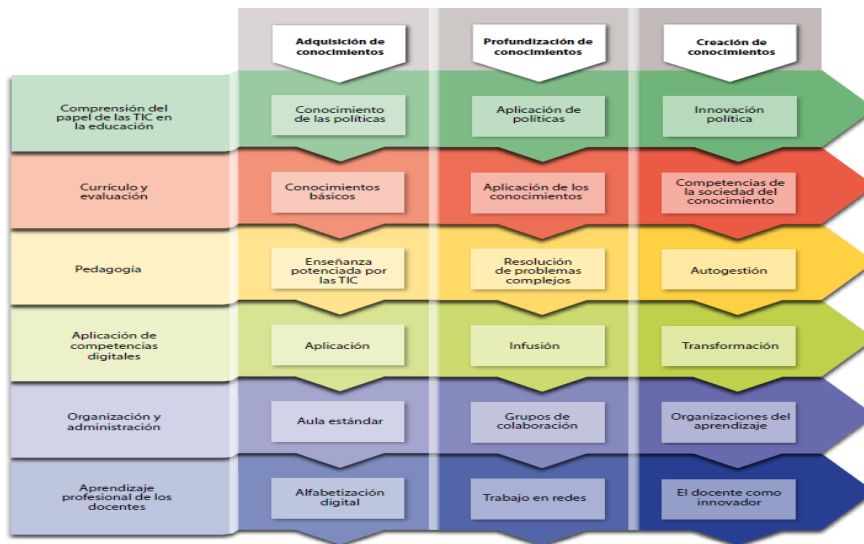 Adquisición de
conocimientos
Profundización de
conocimientos
Creación de
conocimientos
Comprensión del
papel de las TIC en
la educación
Conocimiento
de las políticas
Aplicación de
políticas
Innovación
política
Currículo y
evaluación
Conocimientos
básicos
Aplicación de los
conocimientos
Competencias de
la sociedad del
conocimiento
Pedagogía
Enseñanza
potenciada por
las TIC
Resolución
de problemas
complejos
Autogestión
Aplicación de
competencias
digitales
Aplicación
Infusión
Transformación
Organización y
administración
Aula estándar
Grupos de
colaboración
Organizaciones del
aprendizaje
Aprendizaje
profesional de los
docentes
Alfabetización
digital
Trabajo en redes
El docente como
innovador